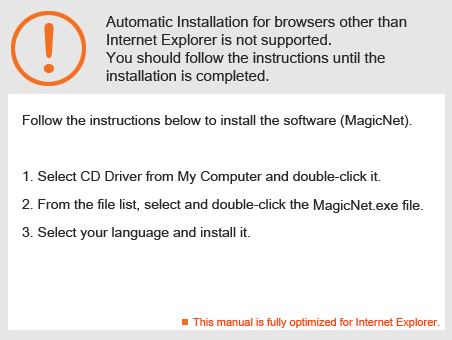 Automatic Installation for browsers other than
Internet Explorer is not supported.
You should follow the instructions until the
installation is completed.
Follow the instructions below to install the software (MagicNet).
1. Select CD Driver from My Computer and double-click it.
2. From the file list, select and double-click the MagicNet.exe file.
3. Select your language and install it.
This manual is fully optimized for Internet Explorer.